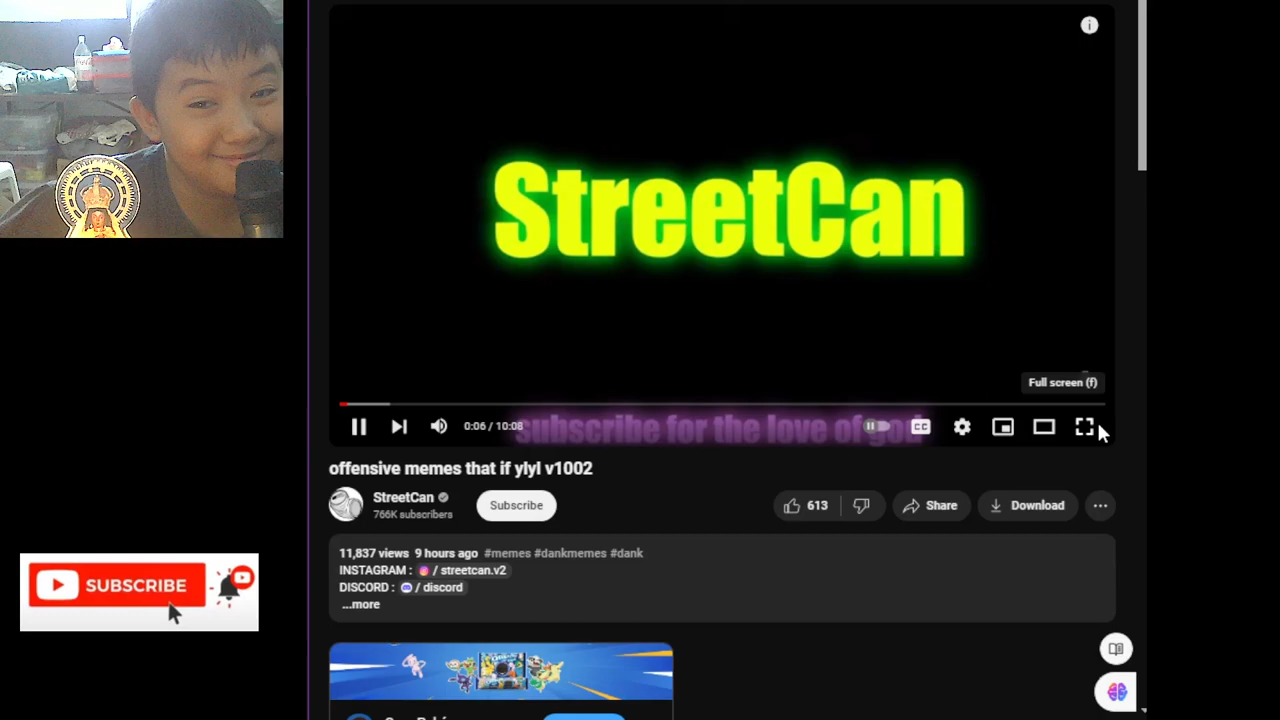 StreetCan
Full screen (f)
subscribe for the love of god
0:06 / 10:08
CC
offensive memes that if ylyl v1002
StreetCan
766K subscribers
Subscribe
613
Share
Download
11,837 views 9 hours ago #memes #dankmemes #dank
INSTAGRAM : / streetcan.v2
DISCORD : / discord
...more
SUBSCRIBE